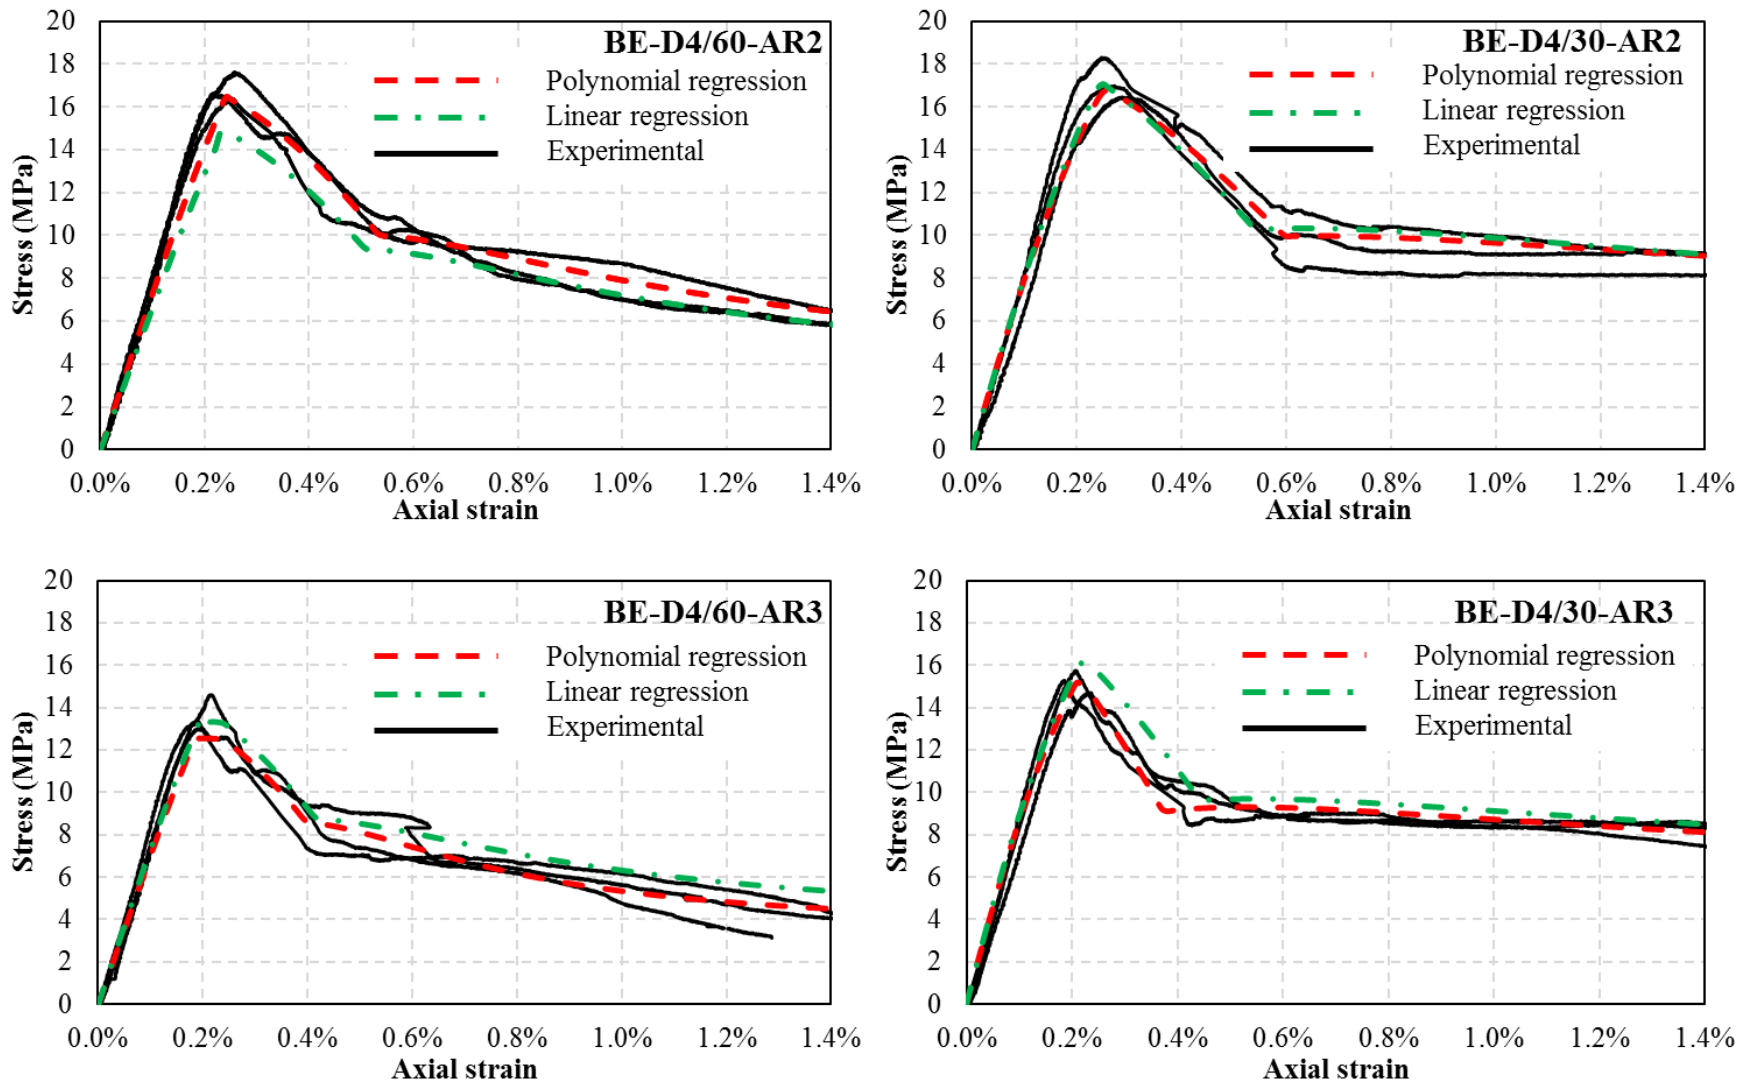 BE-D4/60-AR2
Polynomial regression
Linear regression
Experimental
Stress (MPa)
20
18
16
14
12
10
8
6
4
2
0
0.0% 0.2% 0.4% 0.6% 0.8% 1.0% 1.2% 1.4%
Axial strain
BE-D4/30-AR2
Polynomial regression
Linear regression
Experimental
Stress (MPa)
20
18
16
14
12
10
8
6
4
2
0
0.0% 0.2% 0.4% 0.6% 0.8% 1.0% 1.2% 1.4%
Axial strain
BE-D4/60-AR3
Polynomial regression
Linear regression
Experimental
Stress (MPa)
20
18
16
14
12
10
8
6
4
2
0
0.0% 0.2% 0.4% 0.6% 0.8% 1.0% 1.2% 1.4%
Axial strain
BE-D4/30-AR3
Polynomial regression
Linear regression
Experimental
Stress (MPa)
20
18
16
14
12
10
8
6
4
2
0
0.0% 0.2% 0.4% 0.6% 0.8% 1.0% 1.2% 1.4%
Axial strain